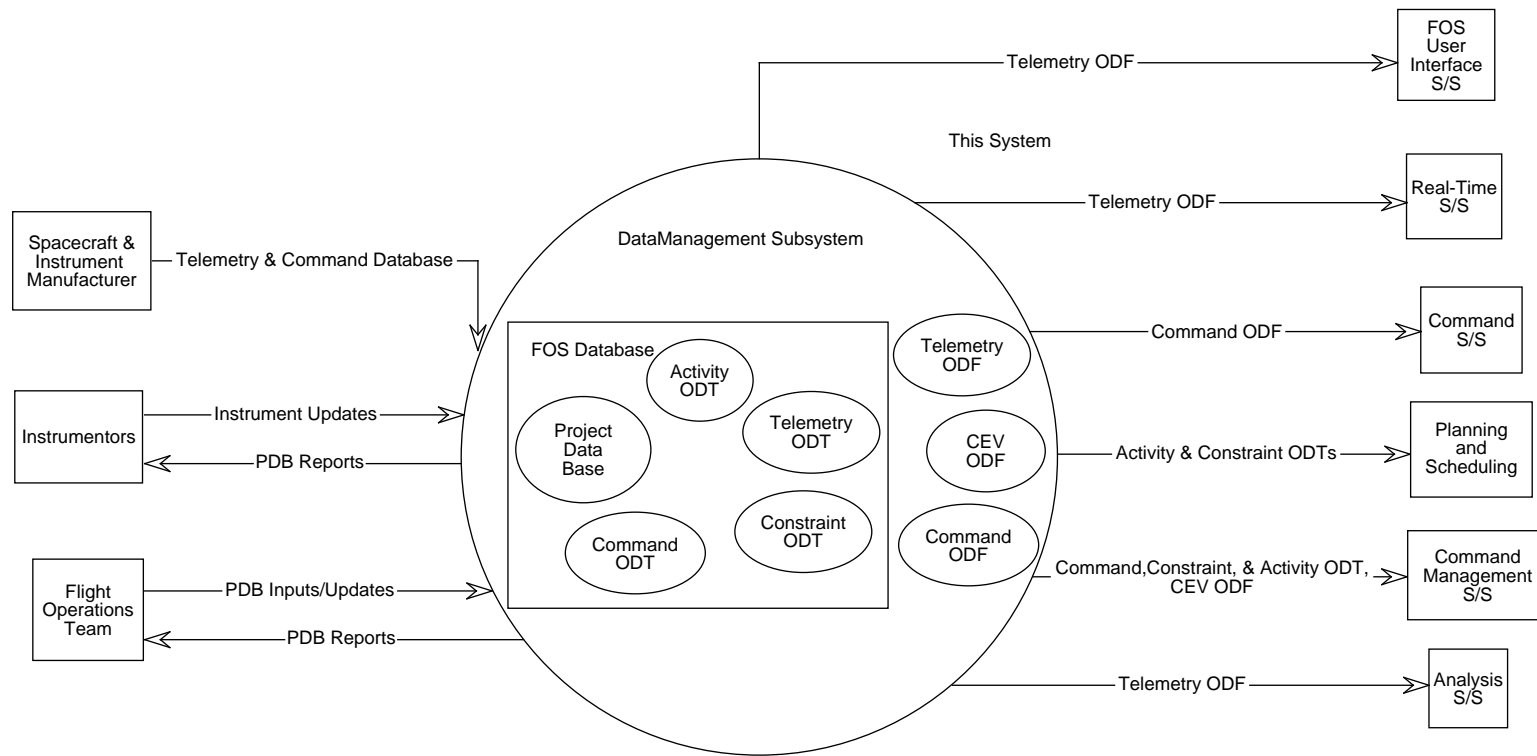 FOS
User
Interface
S/S
Telemetry ODF
This System
Real-Time
S/S
Telemetry ODF
DataManagement Subsystem
Spacecraft &
Instrument
Manufacturer
Telemetry & Command Database
Command
S/S
Command ODF
FOS Database
Activity
ODT
Telemetry
ODF
Instrumentors
Instrument Updates
PDB Reports
Project
Data
Base
Telemetry
ODT
CEV
ODF
Activity & Constraint ODTs
Planning
and
Scheduling
Constraint
ODT
Command
ODT
Command
ODF
Flight
Operations
Team
PDB Inputs/Updates
PDB Reports
Command,Constraint, & Activity ODT,
CEV ODF
Command
Management
S/S
Telemetry ODF
Analysis
S/S